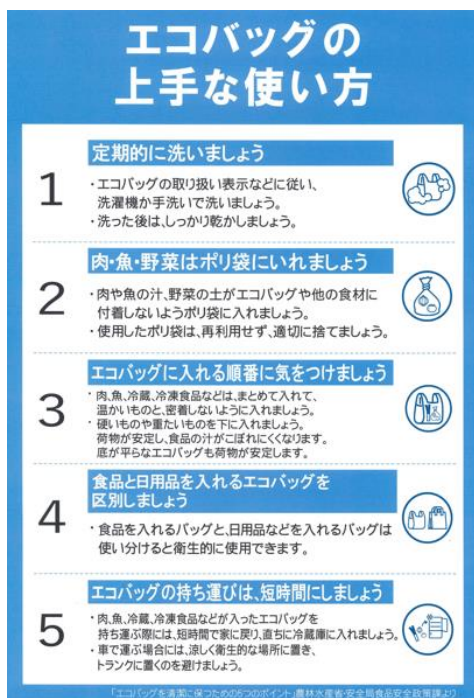 エコバッグの
上手な使い方
1
定期的に洗いましょう
・エコバッグの取り扱い表示などに従い、
洗濯機か手洗いで洗いましょう。
・洗った後は、しっかり乾かしましょう。
2
肉・魚・野菜はポリ袋にいれましょう
・肉や魚の汁、野菜の土がエコバッグや他の食材に
付着しないようポリ袋に入れましょう。
・使用したポリ袋は、再利用せず、適切に捨てましょう。
3
エコバッグに入れる順番に気をつけましょう
・肉、魚、冷蔵、冷凍食品などは、まとめて入れて、
温かいものと、密着しないように入れましょう。
・硬いものや重たいものを下に入れましょう。
荷物が安定し、食品の汁がこぼれにくくなります。
底が平らなエコバッグも荷物が安定します。
4
食品と日用品を入れるエコバッグを
区別しましょう
・食品を入れるバッグと、日用品などを入れるバッグは
使い分けると衛生的に使用できます。
5
エコバッグの持ち運びは、短時間にしましょう
・肉、魚、冷蔵、冷凍食品などが入ったエコバッグを
持ち運ぶ際には、短時間で家に戻り、直ちに冷蔵庫に入れましょう。
・車で運ぶ場合には、涼しく衛生的な場所に置き、
トランクに置くのを避けましょう。
「エコバッグを清潔に保つための5つのポイント」農林水産省・安全局食品安全政策課より